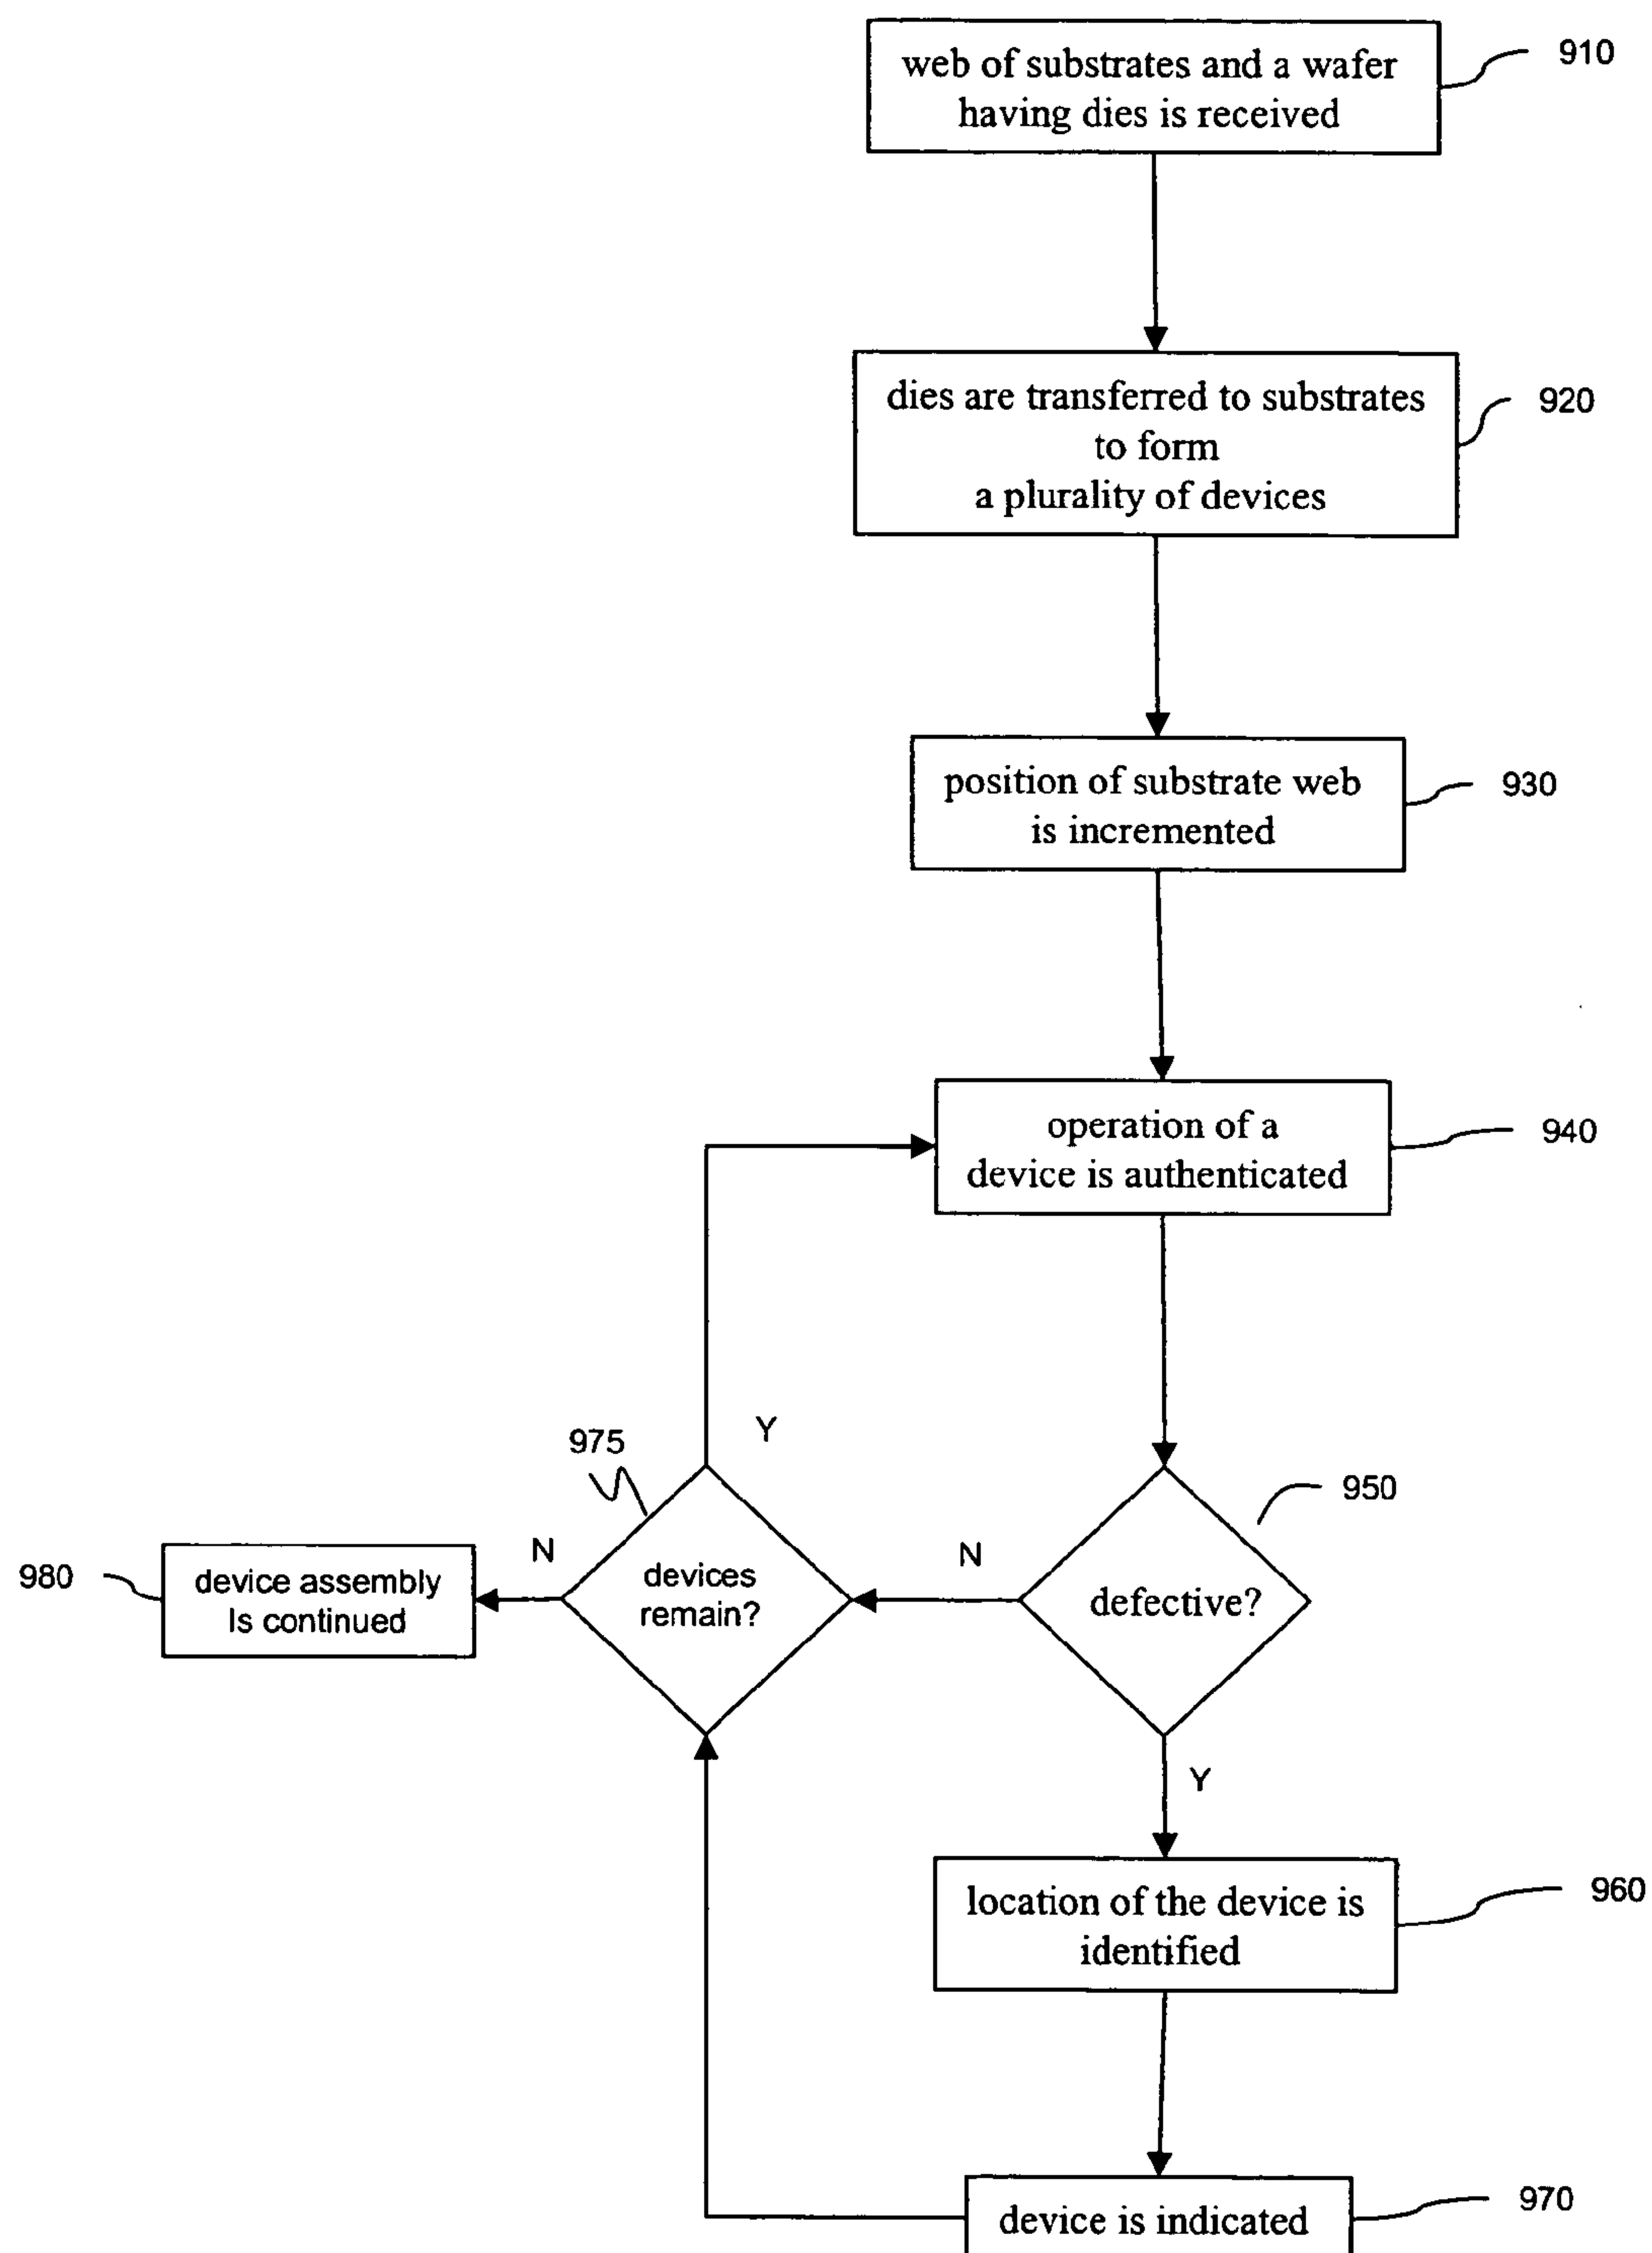 web of substrates and a wafer
having dies is received
910
dies are transferred to substrates
to form
a plurality of devices
920
position of substrate web
is incremented
930
operation of a
device is authenticated
940
Y
975
950
N
N
980
device assembly
Is continued
devices
remain?
defective?
Y
location of the device is
identified
960
device is indicated
970